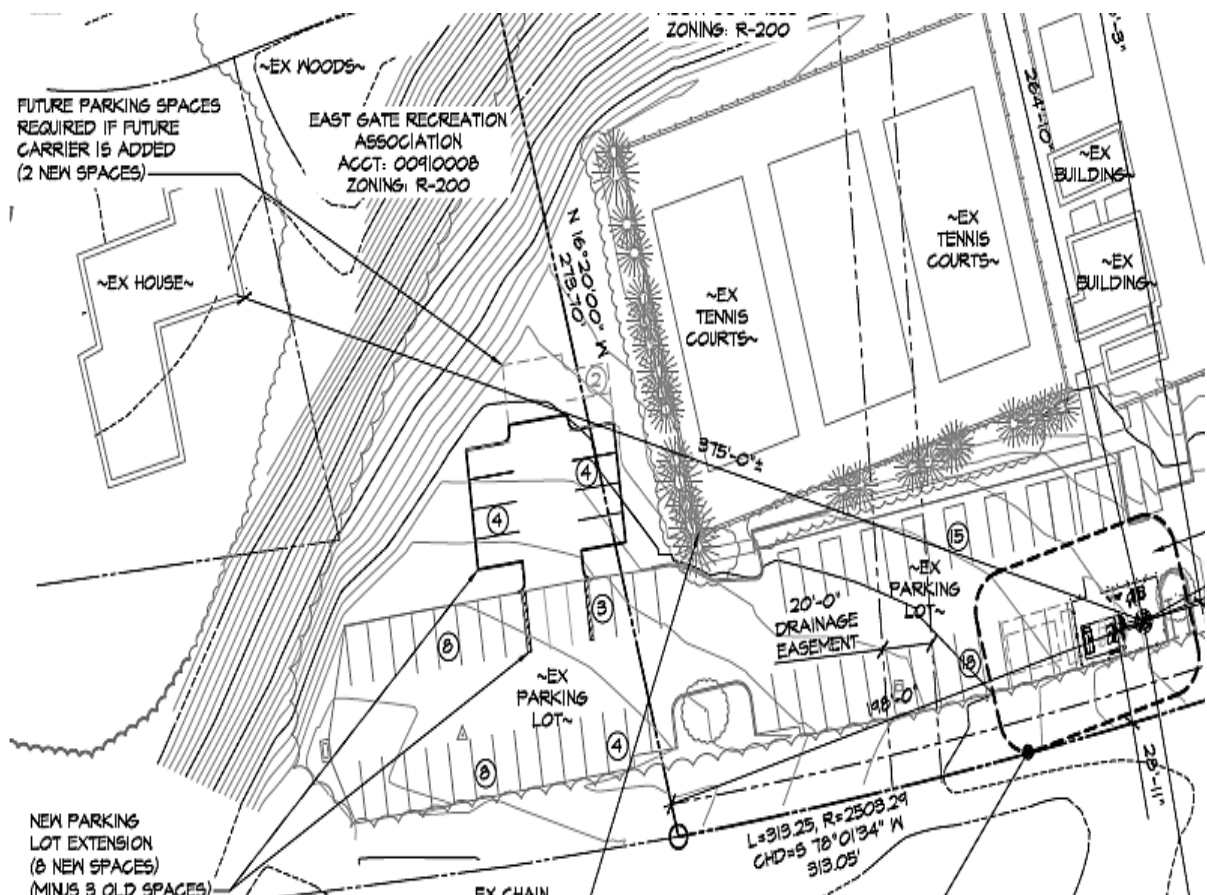 ZONING: R-200
~EX WOODS~
FUTURE PARKING SPACES
REQUIRED IF FUTURE
CARRIER IS ADDED
(2 NEW SPACES)
EAST GATE RECREATION
ASSOCIATION
ACCT: 00910008
ZONING: R-200
264'-10"
~EX
BUILDING~
~EX
BUILDING~
N 16°20'00" W
273.70'
~EX
TENNIS
COURTS~
~EX
TENNIS
COURTS~
~EX HOUSE~
2
375'-0"±
4
4
15
~EX
PARKING
LOT~
20'-0"
DRAINAGE
EASEMENT
3
8
18
~EX
PARKING
LOT~
198'-0"
4
8
28'-11"
L=313.25, R=2503.29
CHD=S 78°01'34" W
313.05'
NEW PARKING
LOT EXTENSION
(8 NEW SPACES)
(MINUS 3 OLD SPACES)
EX CHAIN